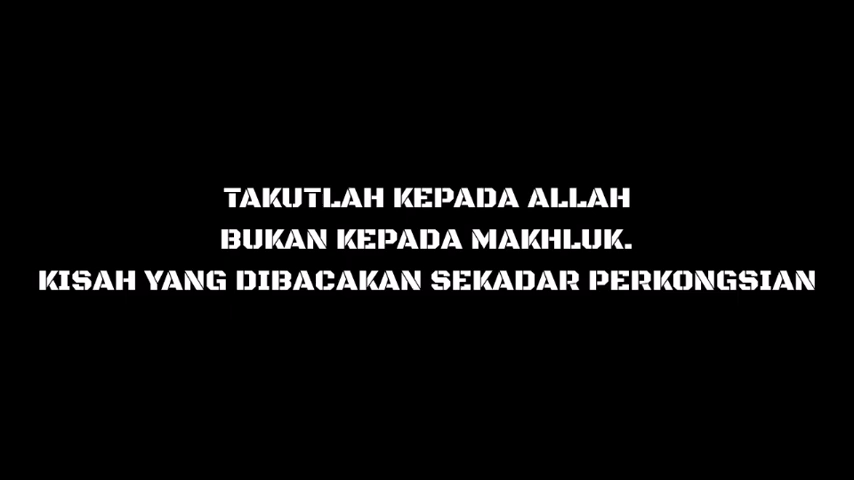 TAKUTLAH KEPADA ALLAH
BUKAN KEPADA MAKHLUK.
KISAH YANG DIBACAKAN SEKADAR PERKONGSIAN